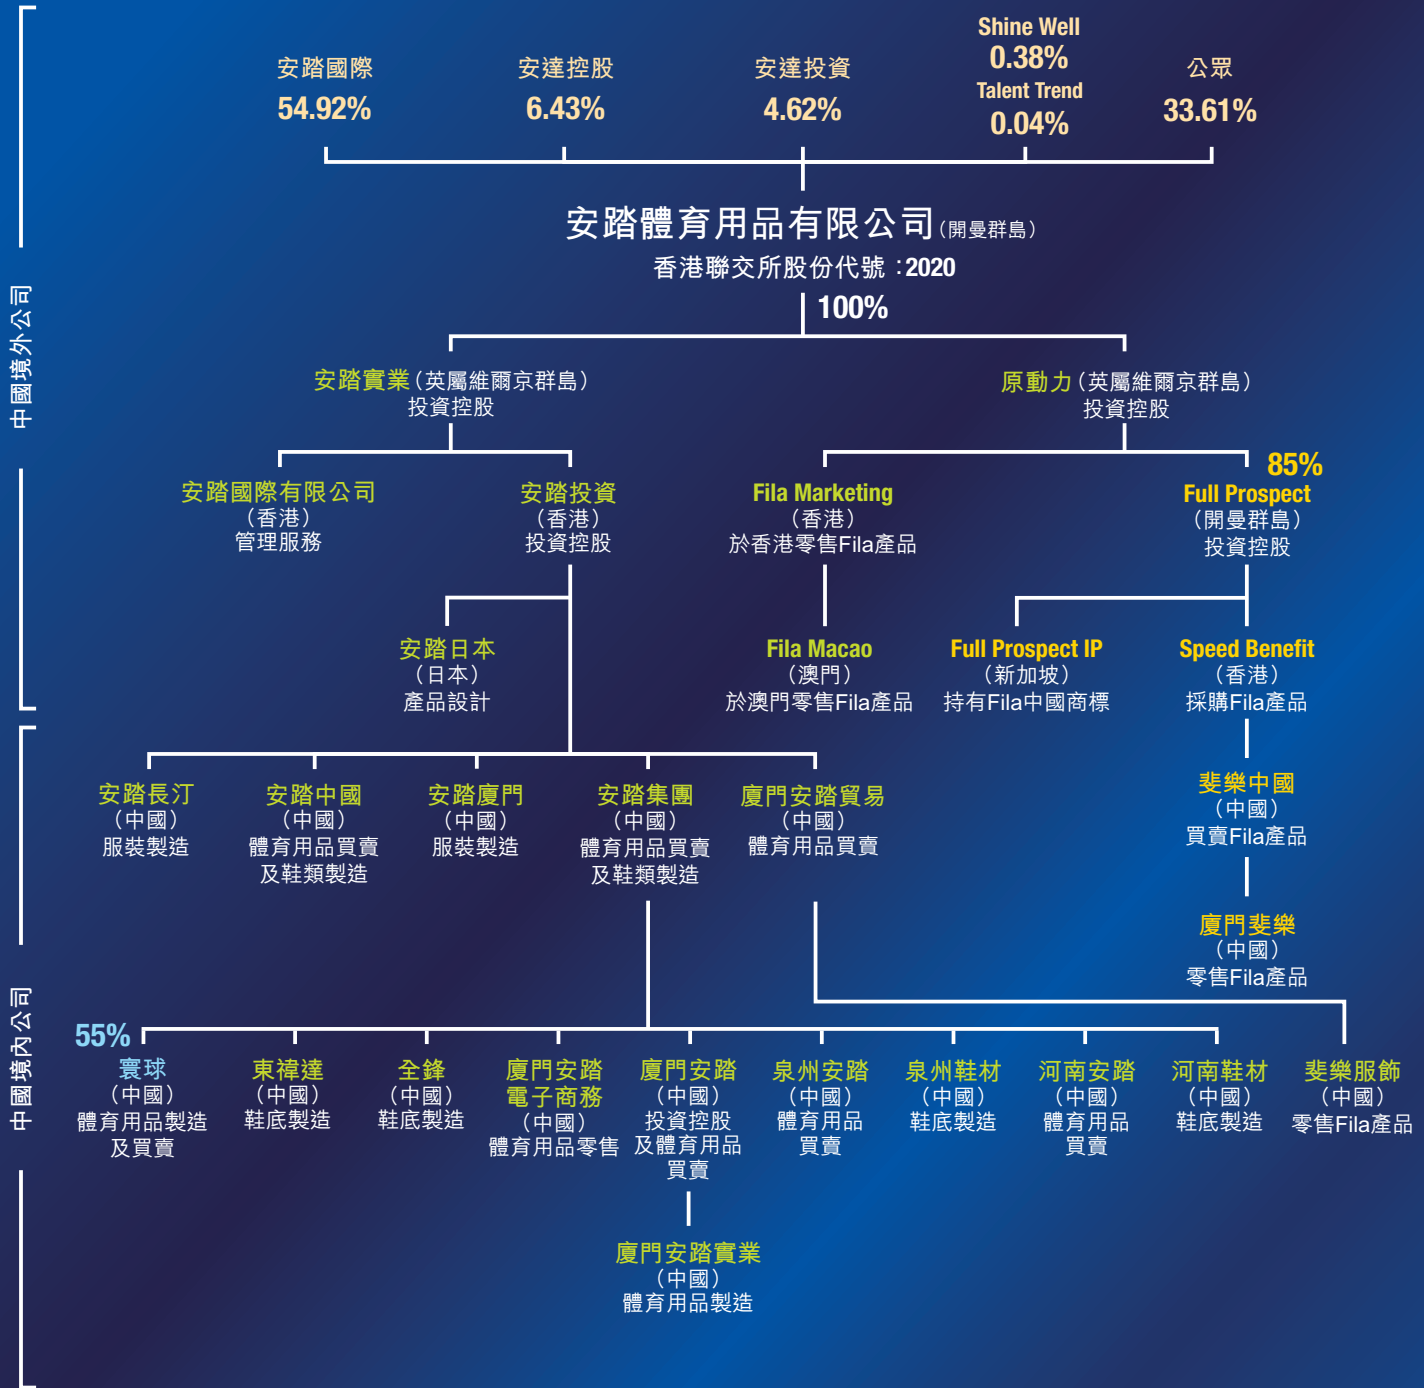 安踏國際
54.92%
安達控股
6.43%
安達投資
4.62%
Shine Well
0.38%
Talent Trend
0.04%
公眾
33.61%
安踏體育用品有限公司(開曼群島)
香港聯交所股份代號：2020
100%
中國境外公司
安踏實業(英屬維爾京群島)
投資控股
原動力(英屬維爾京群島)
投資控股
安踏國際有限公司
(香港)
管理服務
安踏投資
(香港)
投資控股
Fila Marketing
(香港)
於香港零售Fila產品
85%
Full Prospect
(開曼群島)
投資控股
安踏日本
(日本)
產品設計
Fila Macao
(澳門)
於澳門零售Fila產品
Full Prospect IP
(新加坡)
持有Fila中國商標
Speed Benefit
(香港)
採購Fila產品
中國境內公司
安踏長汀
(中國)
服裝製造
安踏中國
(中國)
體育用品買賣
及鞋類製造
安踏廈門
(中國)
服裝製造
安踏集團
(中國)
體育用品買賣
及鞋類製造
廈門安踏貿易
(中國)
體育用品買賣
斐樂中國
(中國)
買賣Fila產品
廈門斐樂
(中國)
零售Fila產品
55%
寰球
(中國)
體育用品製造
及買賣
東禕達
(中國)
鞋底製造
全鋒
(中國)
鞋底製造
廈門安踏
電子商務
(中國)
體育用品零售
廈門安踏
(中國)
投資控股
及體育用品
買賣
泉州安踏
(中國)
體育用品
買賣
泉州鞋材
(中國)
鞋底製造
河南安踏
(中國)
體育用品
買賣
河南鞋材
(中國)
鞋底製造
斐樂服飾
(中國)
零售Fila產品
廈門安踏實業
(中國)
體育用品製造